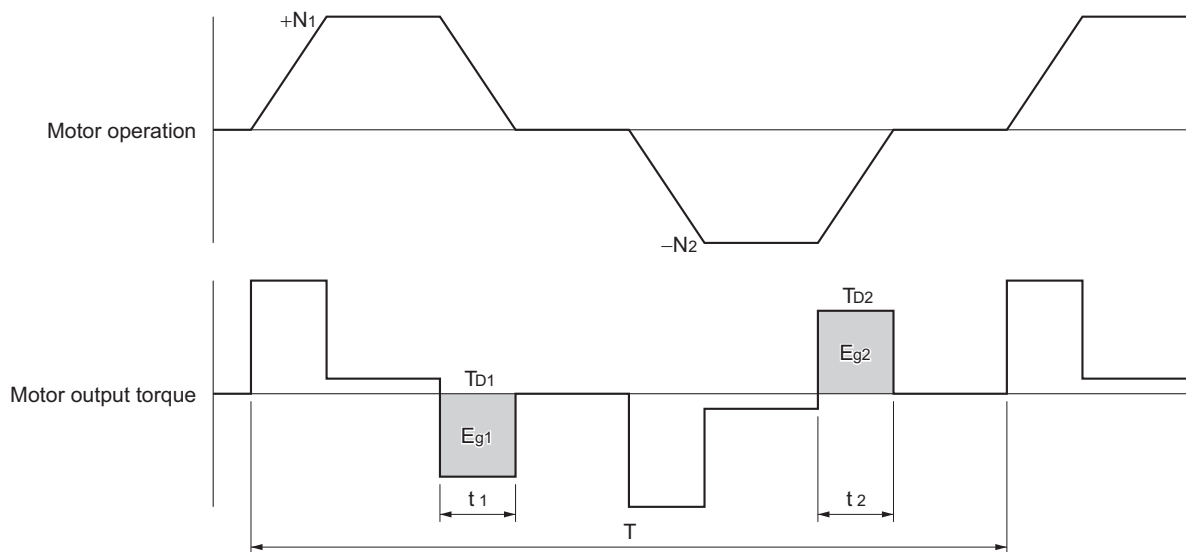 +N1
Motor operation
−N2
TD2
Eg2
TD1
Motor output torque
Eg1
t1
t2
T